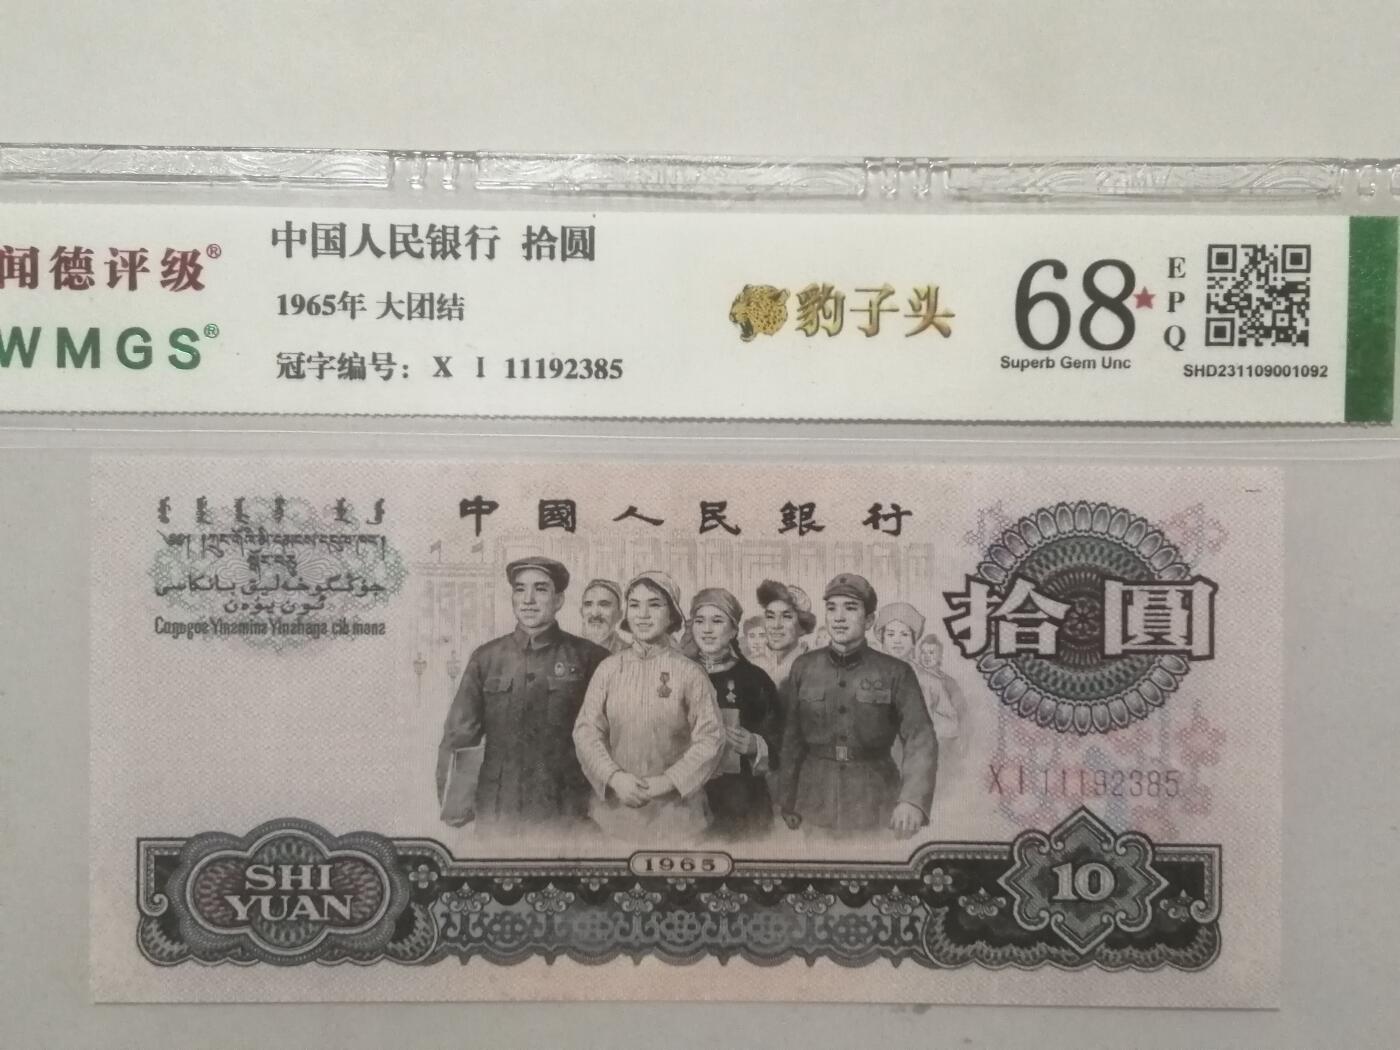 闻德评级®
WMGS®
中国人民银行 拾圆
1965年 大团结
冠字编号: X I 11192385
豹子头
68★
Superb Gem Unc
EPQ
SHD231109001092
中國人民銀行
拾圓
X I 11192385
1965
SHI
YUAN
10